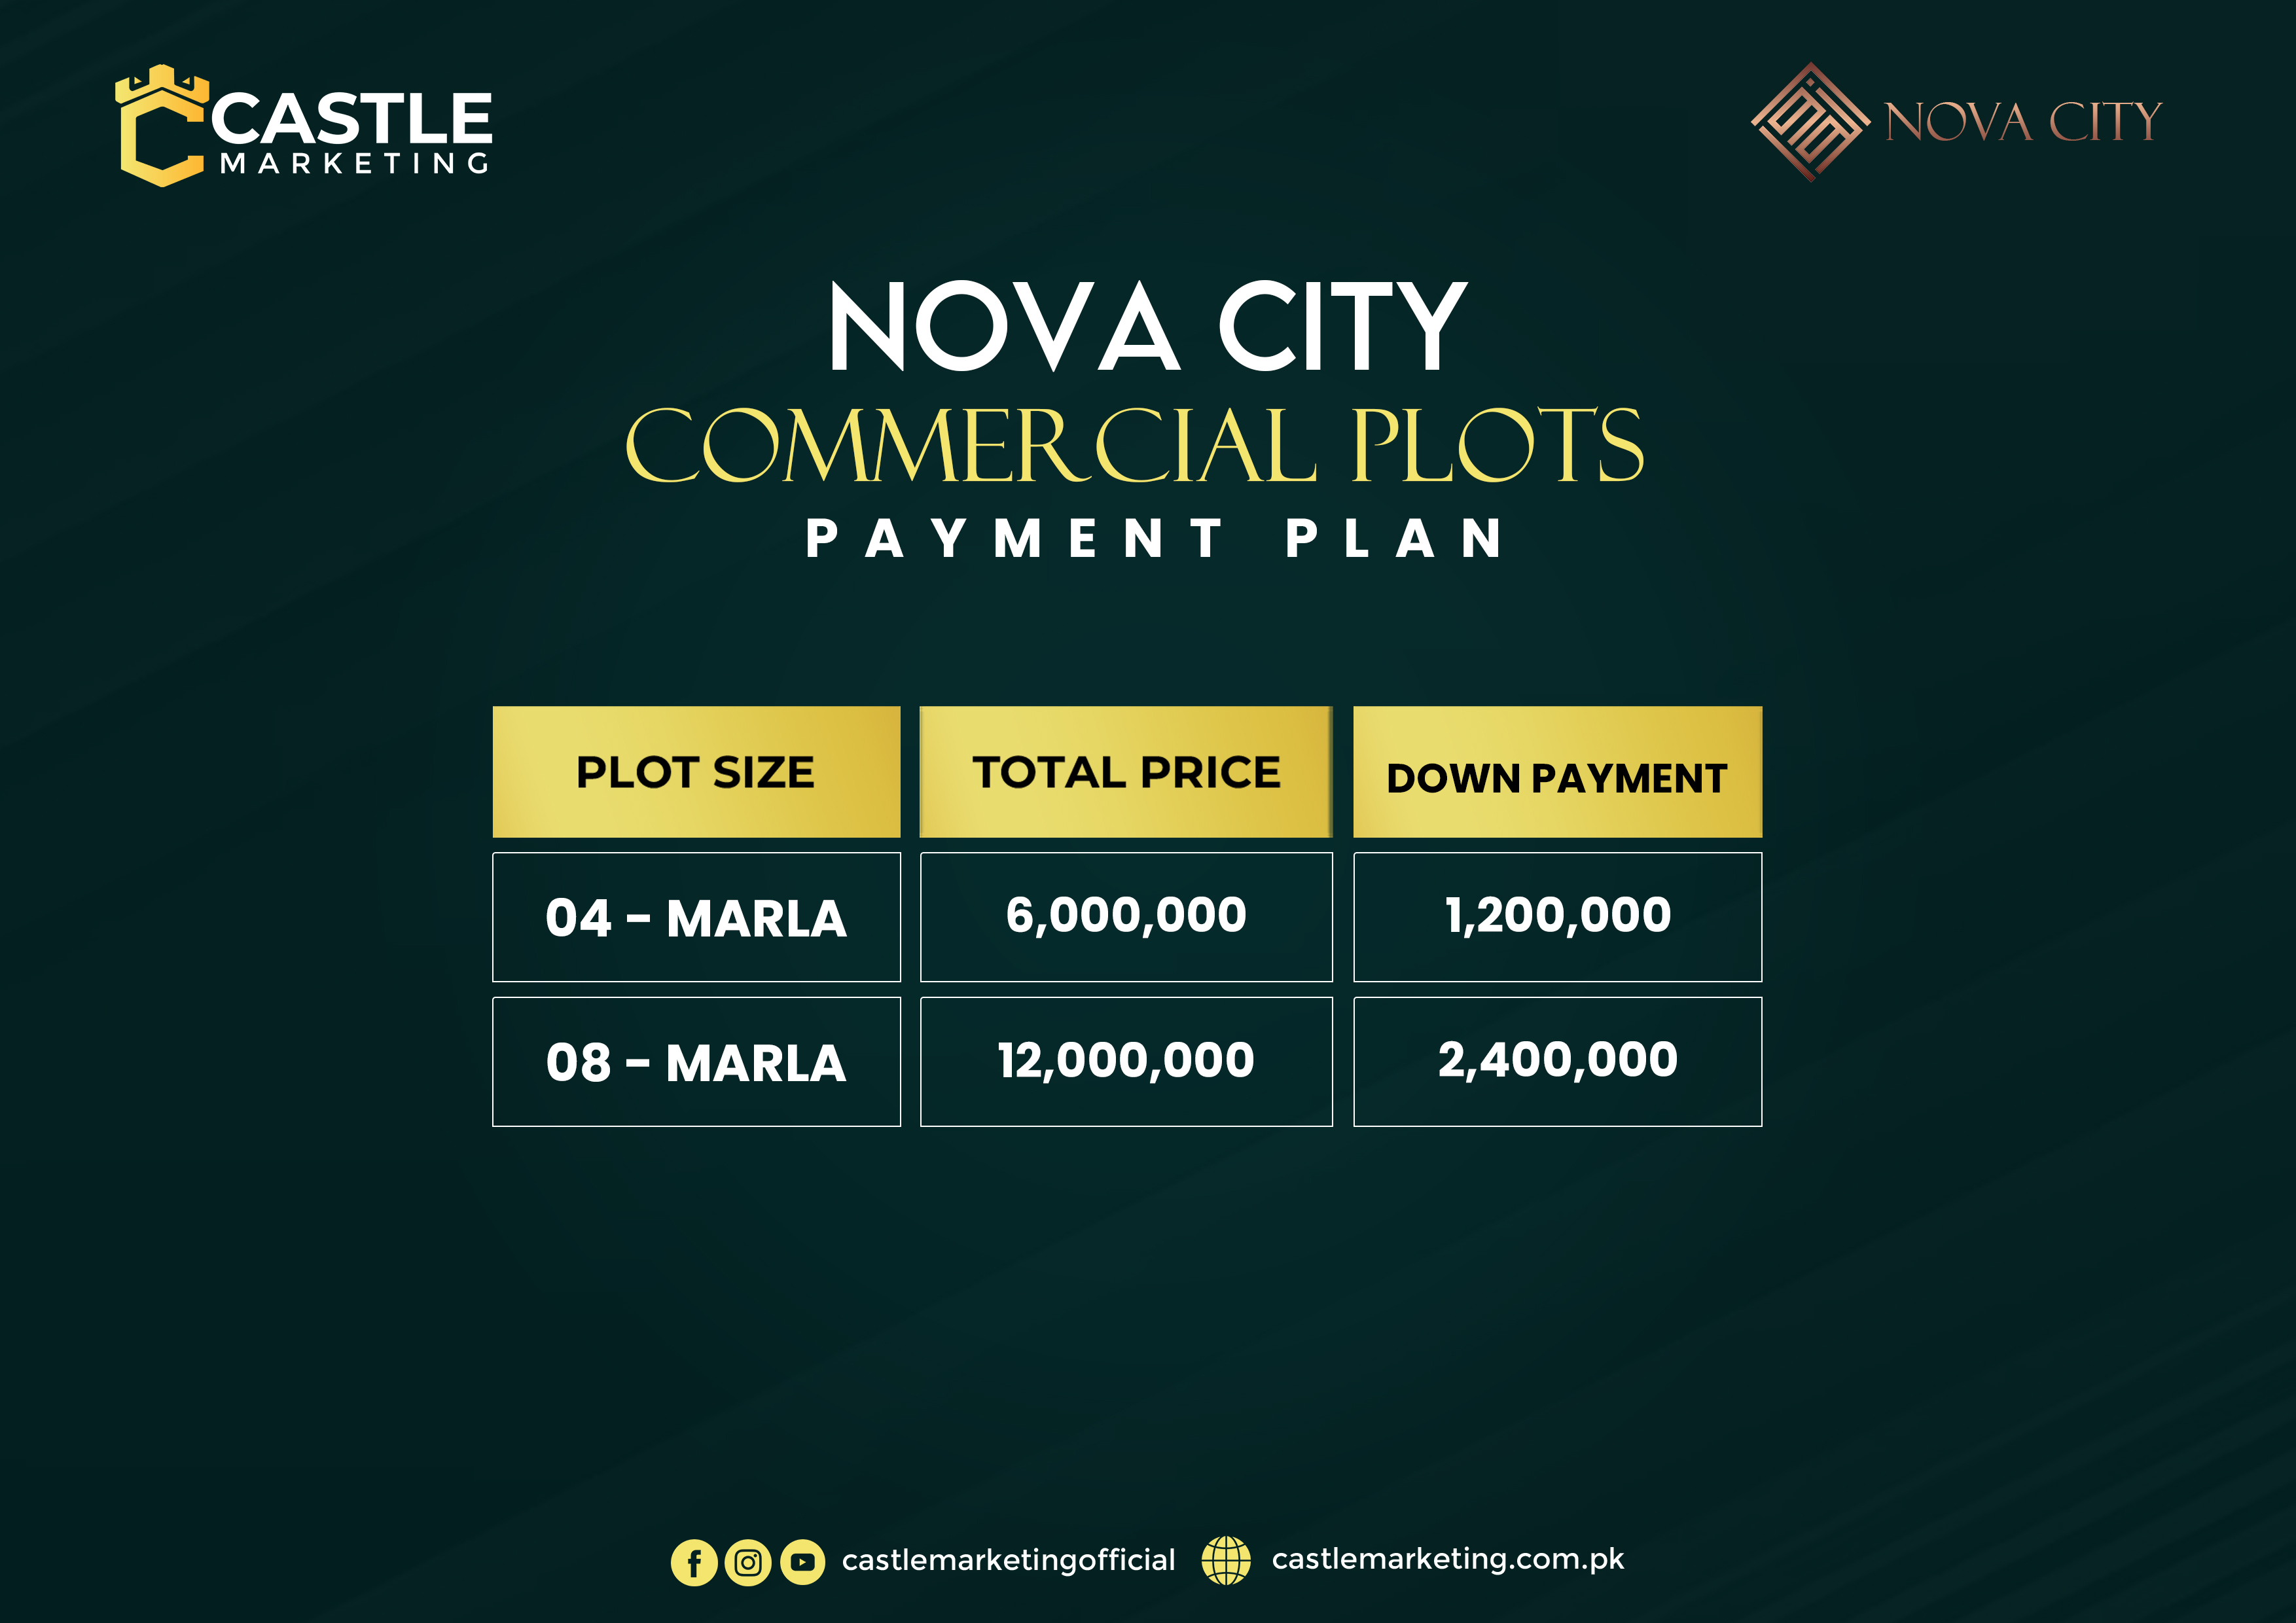 CASTLE
MARKETING
NOVA CITY
NOVA CITY
COMMERCIAL PLOTS
PAYMENT PLAN
PLOT SIZE TOTAL PRICE DOWN PAYMENT
04 - MARLA 6,000,000 1,200,000
08 - MARLA 12,000,000 2,400,000
castlemarketingofficial castlemarketing.com.pk